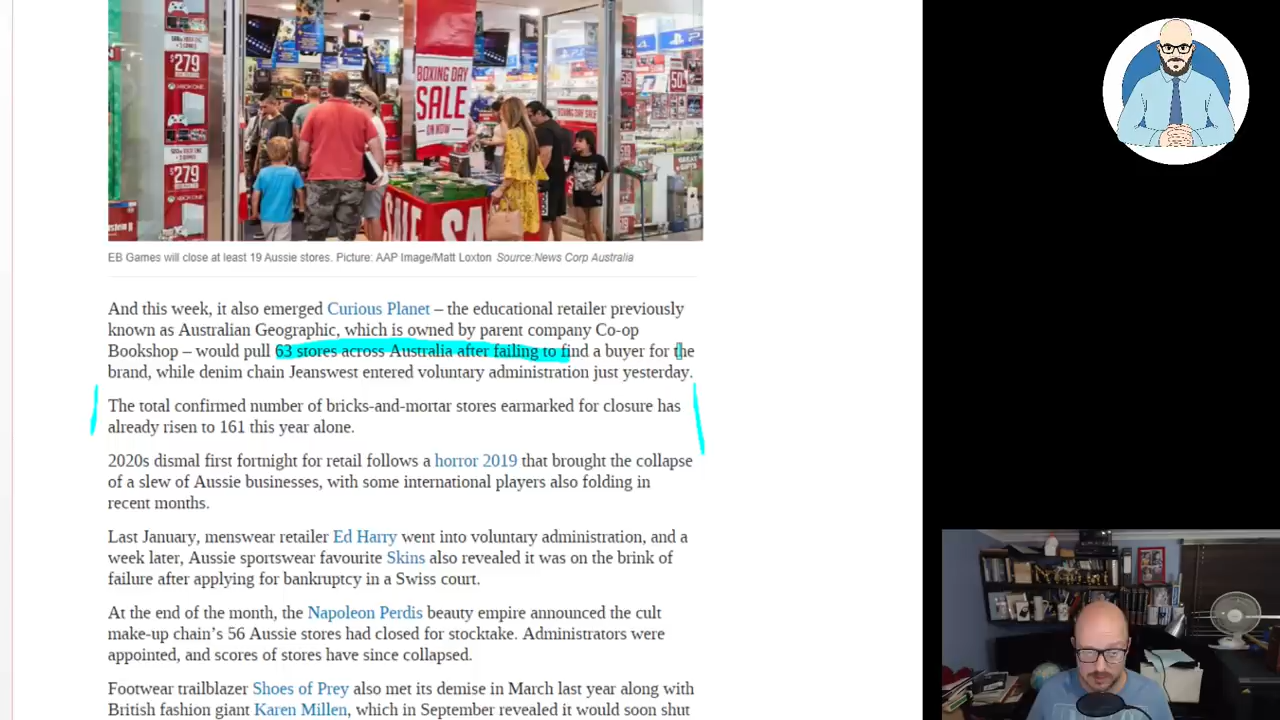 $279
BOXING DAY
SALE
ON NOW
$279
SALE
SA
EB Games will close at least 19 Aussie stores. Picture: AAP Image/Matt Loxton Source:News Corp Australia
And this week, it also emerged Curious Planet – the educational retailer previously
known as Australian Geographic, which is owned by parent company Co-op
Bookshop – would pull 63 stores across Australia after failing to find a buyer for the
brand, while denim chain Jeanswest entered voluntary administration just yesterday.
The total confirmed number of bricks-and-mortar stores earmarked for closure has
already risen to 161 this year alone.
2020s dismal first fortnight for retail follows a horror 2019 that brought the collapse
of a slew of Aussie businesses, with some international players also folding in
recent months.
Last January, menswear retailer Ed Harry went into voluntary administration, and a
week later, Aussie sportswear favourite Skins also revealed it was on the brink of
failure after applying for bankruptcy in a Swiss court.
At the end of the month, the Napoleon Perdis beauty empire announced the cult
make-up chain’s 56 Aussie stores had closed for stocktake. Administrators were
appointed, and scores of stores have since collapsed.
Footwear trailblazer Shoes of Prey also met its demise in March last year along with
British fashion giant Karen Millen, which in September revealed it would soon shut